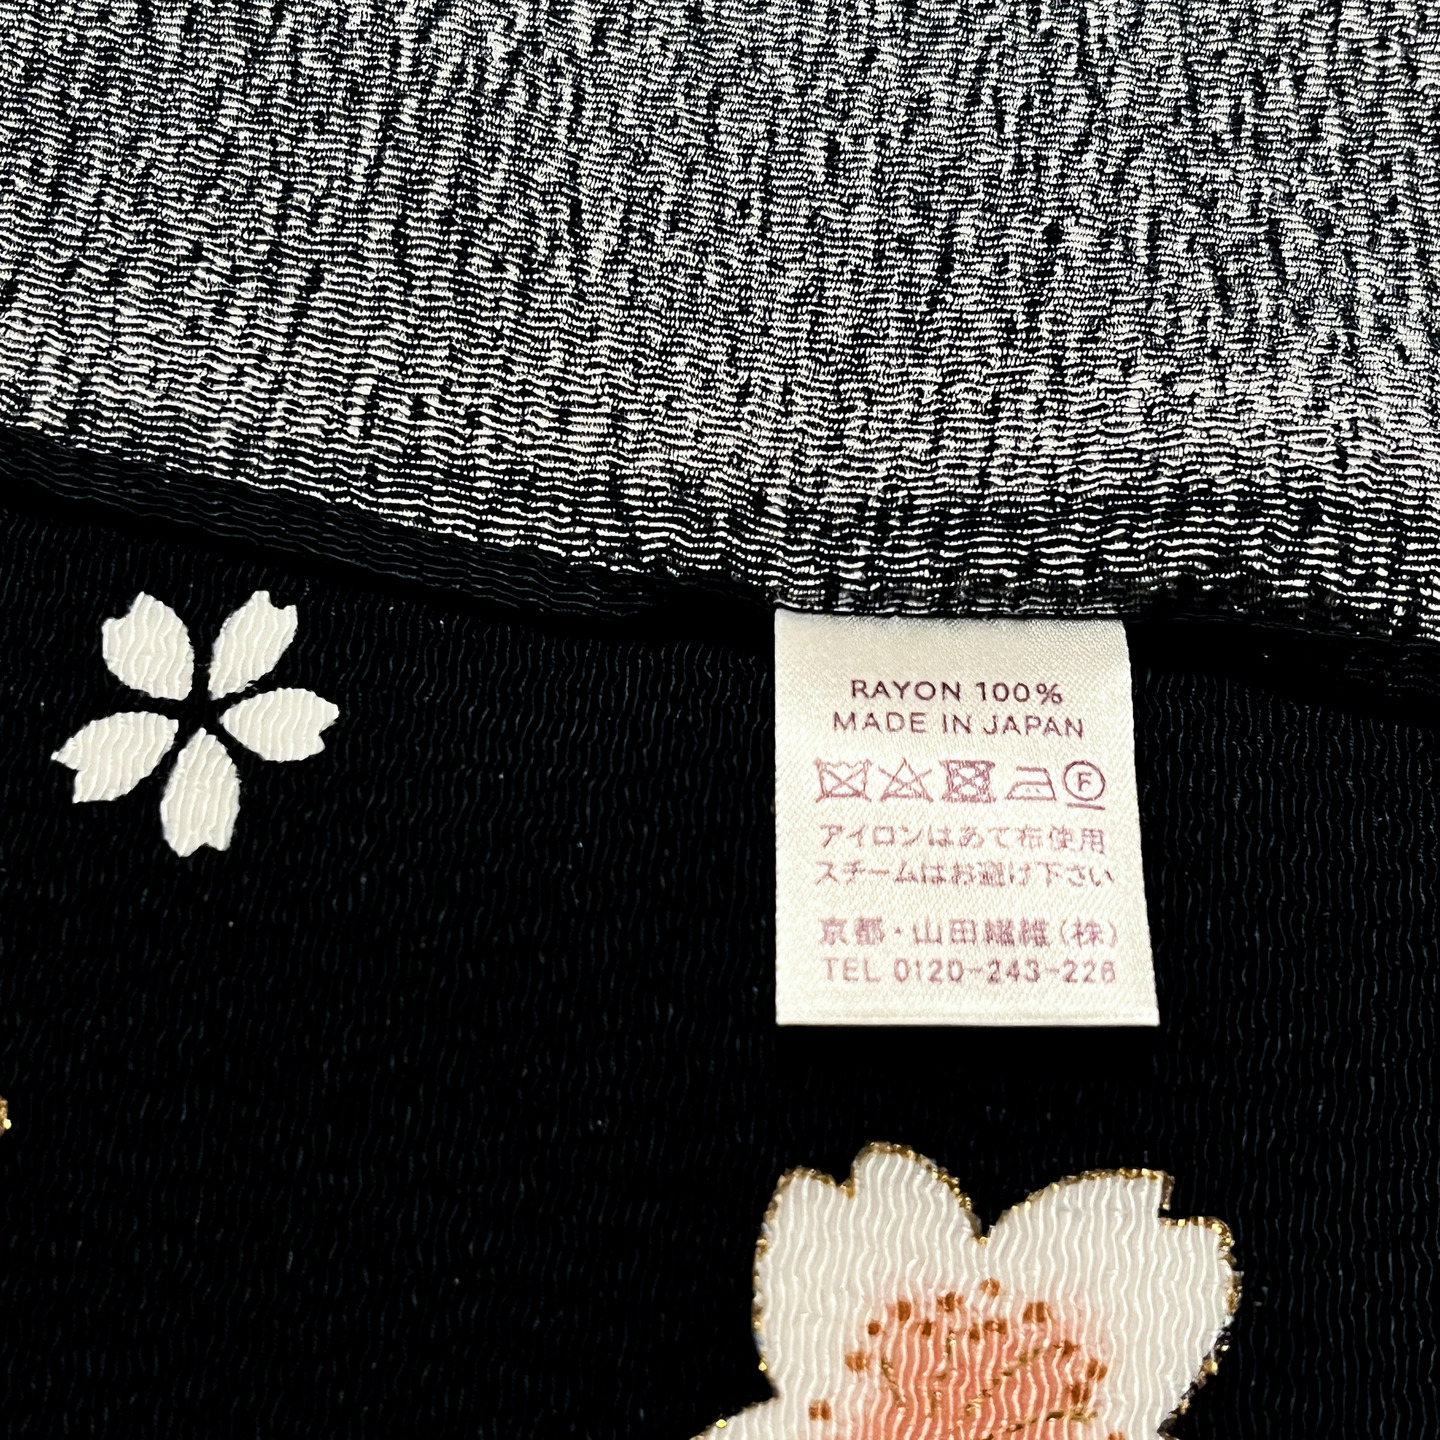 RAYON 100%
MADE IN JAPAN
F
アイロンはあて布使用
スチームはお避け下さい
京都・山田繊維(株)
TEL 0120-243-226